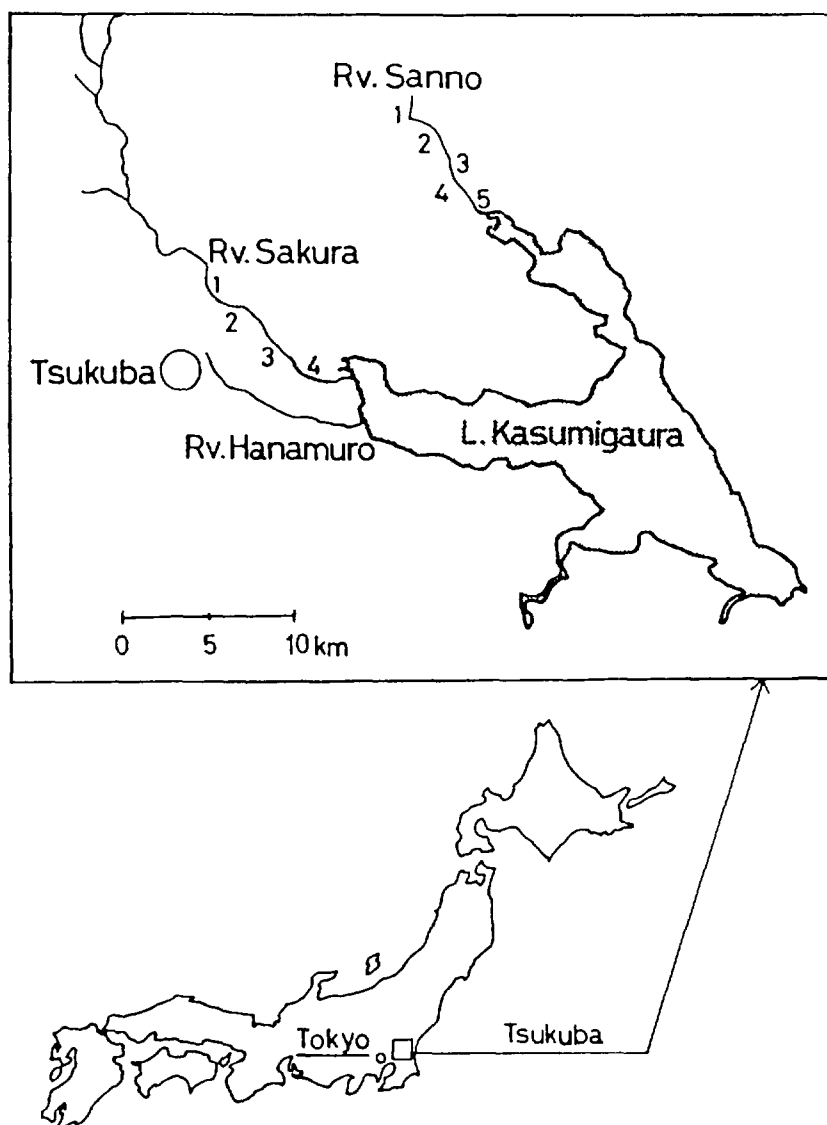 Rv. Sanno
1
2
3
4
5
Rv. Sakura
1
2
3
4
Tsukuba
Rv. Hanamuro
L. Kasumigaura
0 5 10 km
Tokyo
Tsukuba